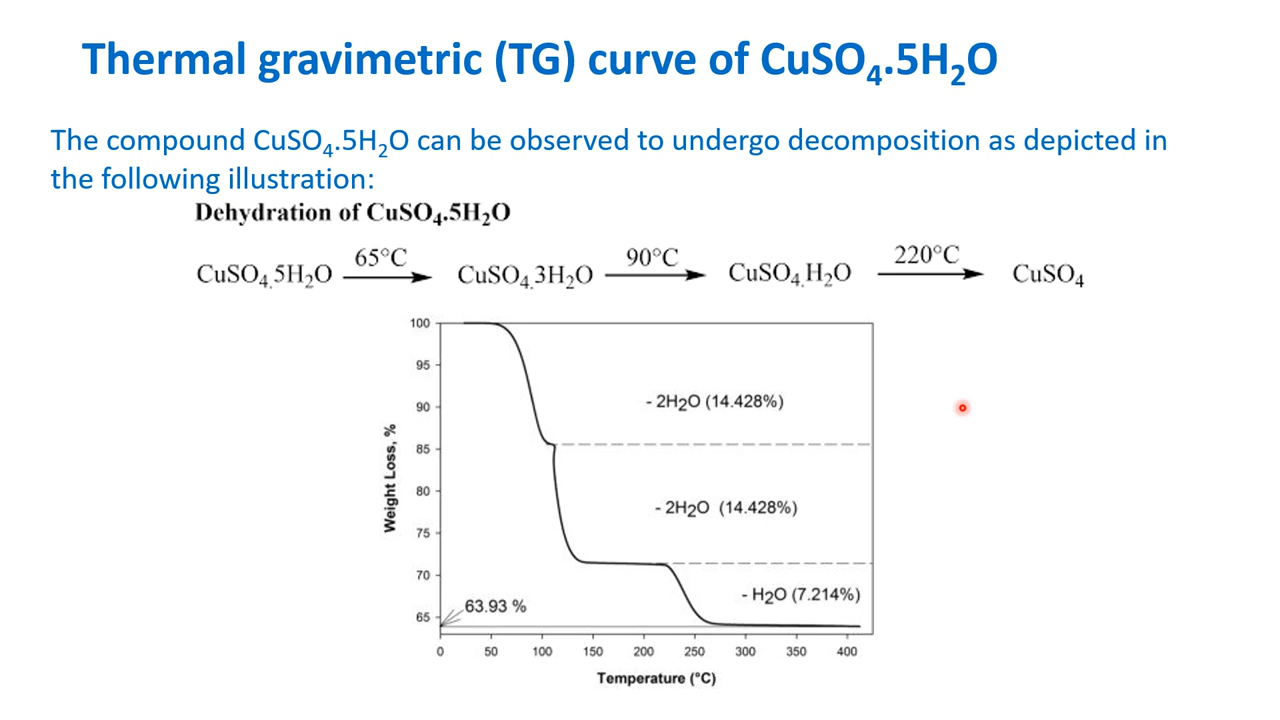 Thermal gravimetric (TG) curve of CuSO₄.5H₂O
The compound CuSO₄.5H₂O can be observed to undergo decomposition as depicted in
the following illustration:
Dehydration of CuSO₄.5H₂O
CuSO₄.5H₂O 65°C CuSO₄.3H₂O 90°C CuSO₄.H₂O 220°C CuSO₄
100
95
90
85
80
75
70
65
Weight Loss, %
- 2H₂O (14.428%)
- 2H₂O (14.428%)
- H₂O (7.214%)
63.93 %
0 50 100 150 200 250 300 350 400
Temperature (°C)